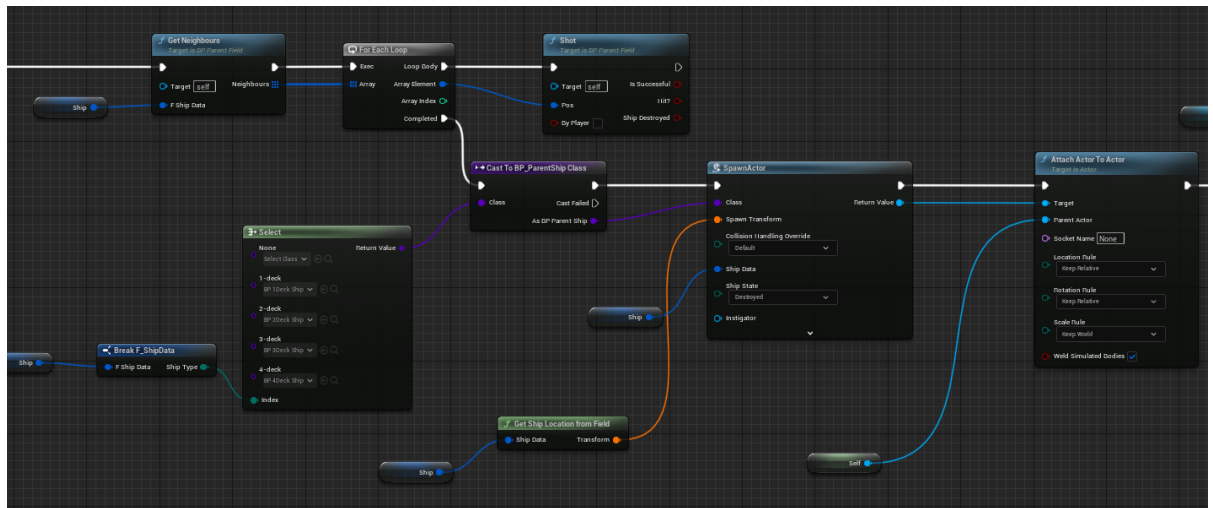 Get Neighbours
Target is BP Parent Field
Target self
Neighbours
F Ship Data
Ship
For Each Loop
Exec
Loop Body
Array
Array Element
Array Index
Completed
Shot
Target is BP Parent Field
Target self
Is Successful
Pos
Hit?
By Player
Ship Destroyed
Cast To BP_ParentShip Class
Class
Cast Failed
As BP Parent Ship
SpawnActor
Class
Return Value
Spawn Transform
Collision Handling Override
Default
Ship Data
Ship State
Destroyed
Instigator
Attach Actor To Actor
Target is Actor
Target
Parent Actor
Socket Name None
Location Rule
Keep Relative
Rotation Rule
Keep Relative
Scale Rule
Keep World
Weld Simulated Bodies
Select
None
Return Value
Select Class
1-deck
BP 1Deck Ship
2-deck
BP 2Deck Ship
3-deck
BP 3Deck Ship
4-deck
BP 4Deck Ship
Index
Ship
Break F_ShipData
F Ship Data
Ship Type
Ship
Get Ship Location from Field
Ship Data
Transform
Ship
Self